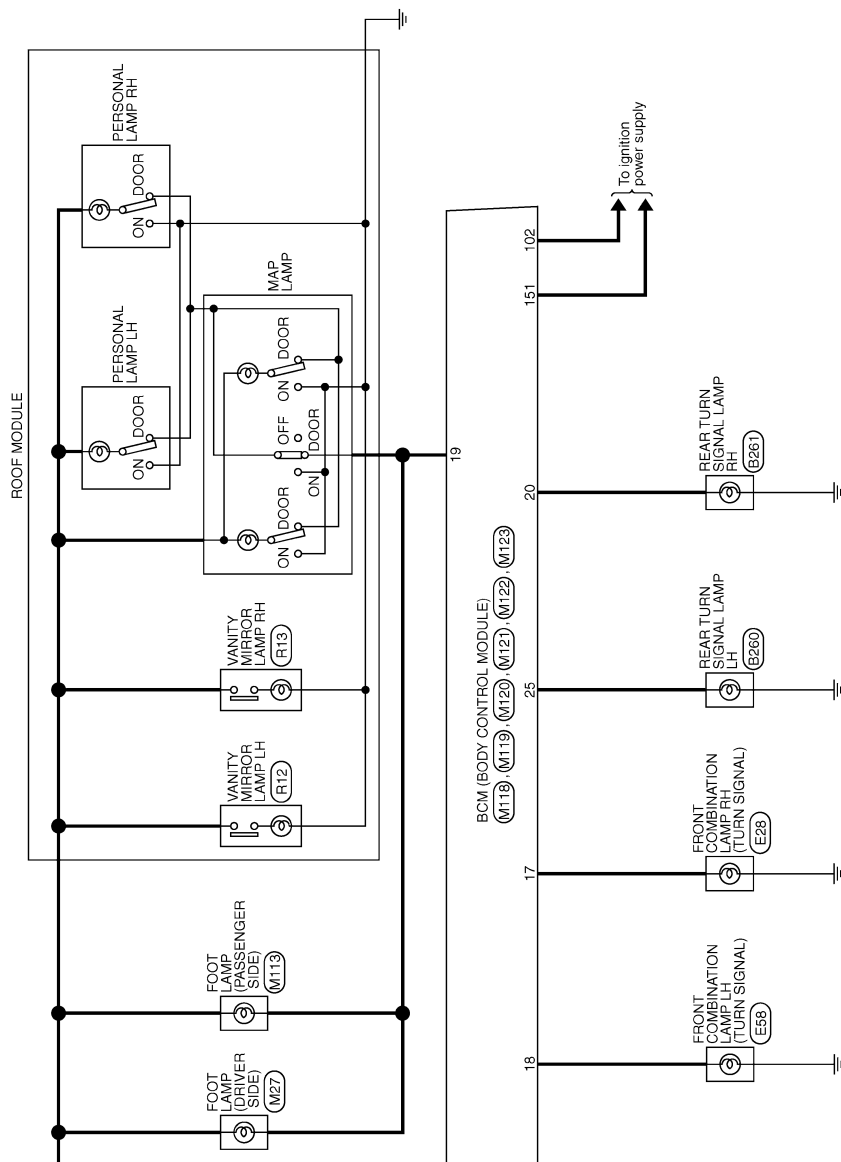 ROOF MODULE
PERSONAL
LAMP RH
DOOR
ON
PERSONAL
LAMP LH
DOOR
ON
MAP
LAMP
DOOR
ON
OFF
DOOR
ON
DOOR
ON
VANITY
MIRROR
LAMP RH
R13
VANITY
MIRROR
LAMP LH
R12
FOOT
LAMP
(PASSENGER
SIDE)
M113
FOOT
LAMP
(DRIVER
SIDE)
M27
To ignition
power supply
102
151
19
20
25
17
18
BCM (BODY CONTROL MODULE)
M118 , M119 , M120 , M121 , M122 , M123
REAR TURN
SIGNAL LAMP
RH
B261
REAR TURN
SIGNAL LAMP
LH
B260
FRONT
COMBINATION
LAMP RH
(TURN SIGNAL)
E28
FRONT
COMBINATION
LAMP LH
(TURN SIGNAL)
E58